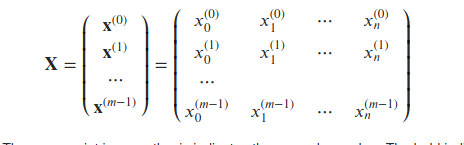 X = ( x^(0) x^(1) ... x^(m−1) ) = ( x_0^(0) x_1^(0) ... x_n^(0)
x_0^(1) x_1^(1) ... x_n^(1)
...
x_0^(m−1) x_1^(m−1) ... x_n^(m−1) )